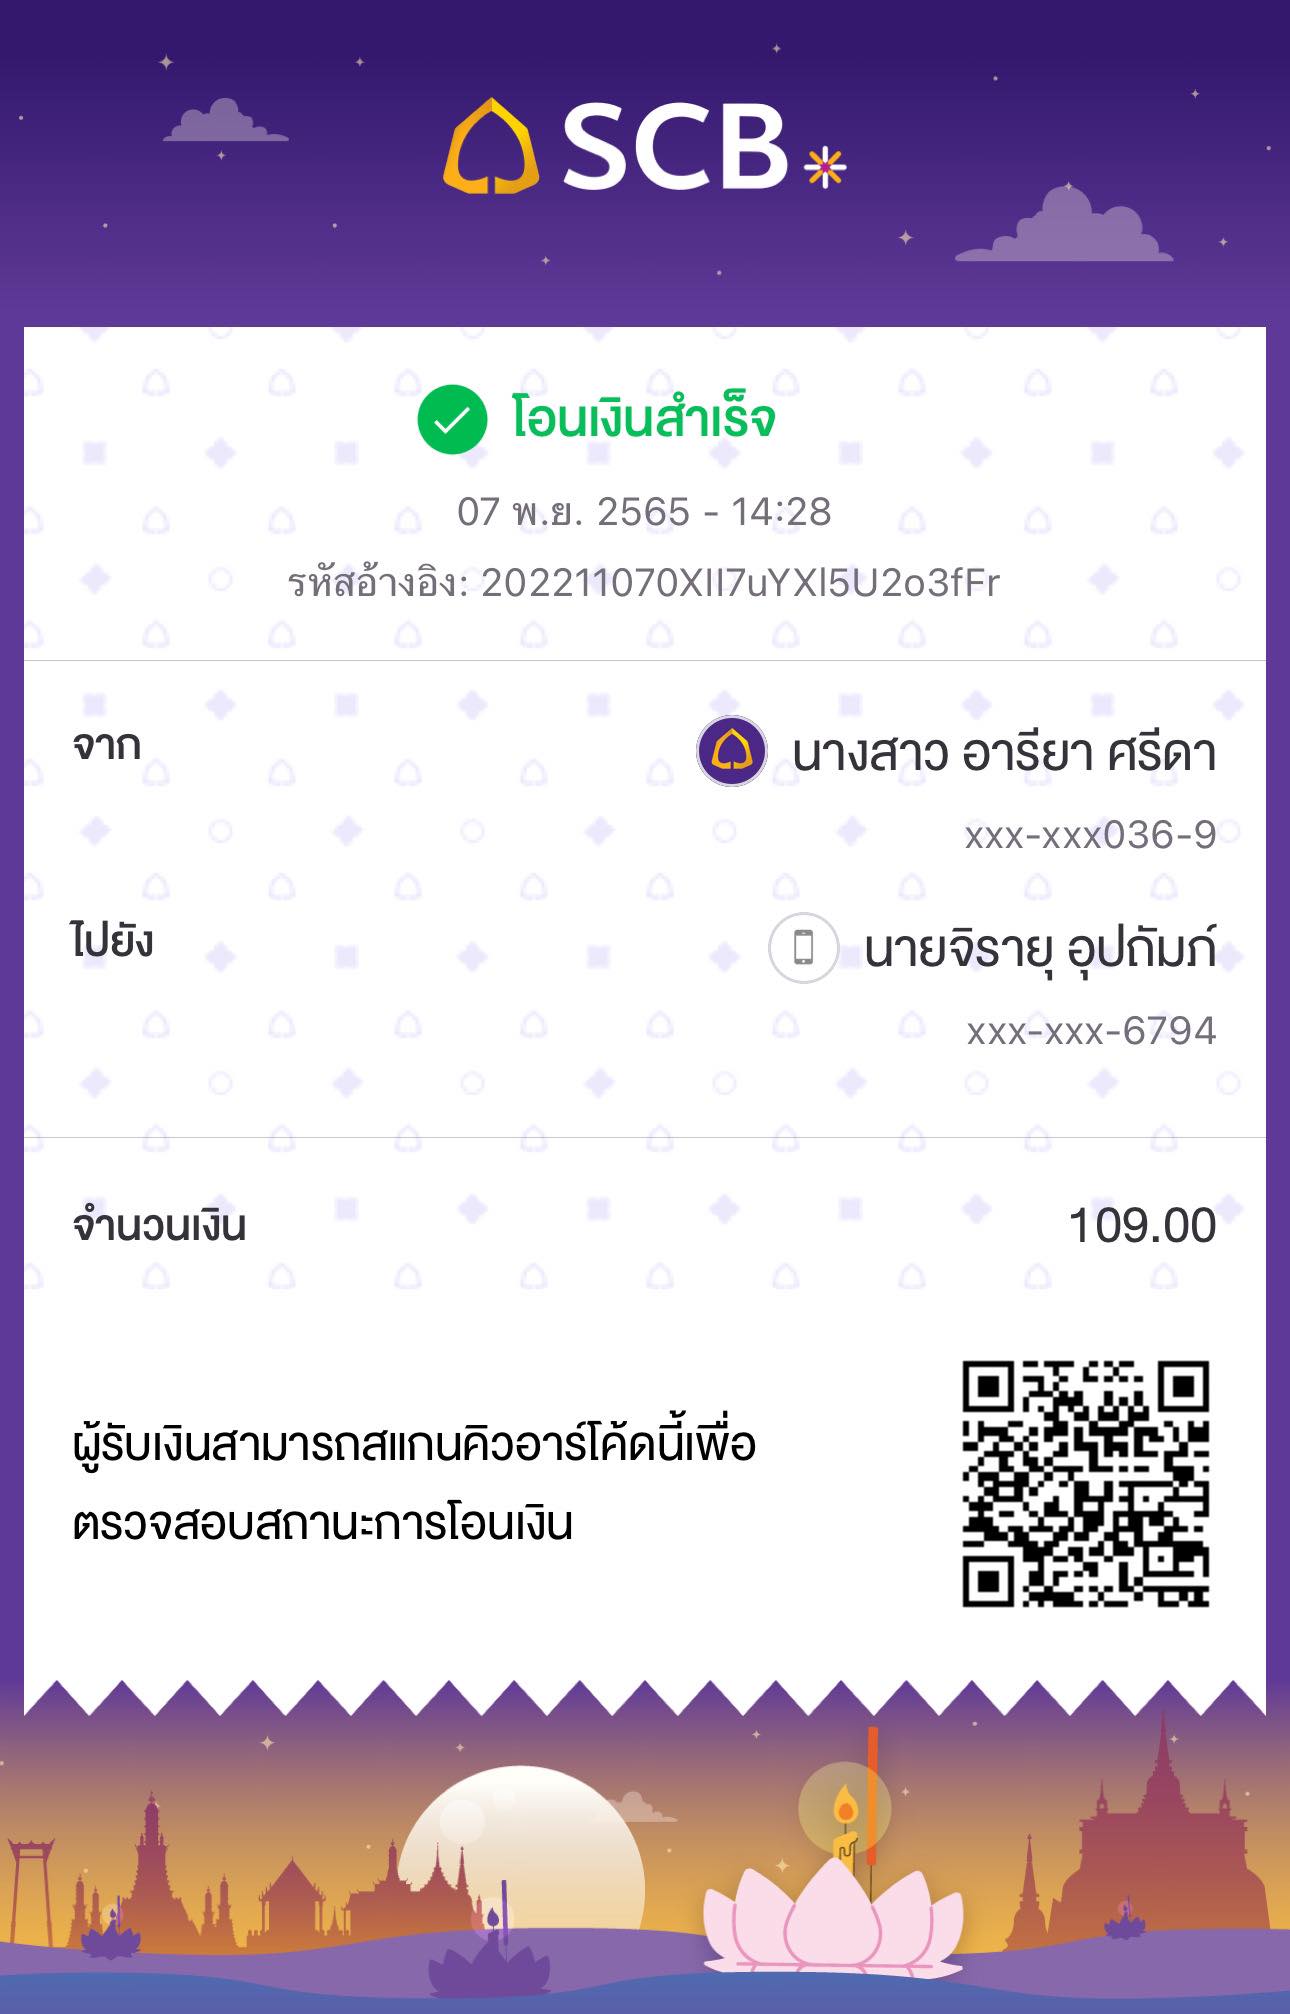 SCB
โอนเงินสำเร็จ
07 พ.ย. 2565 - 14:28
รหัสอ้างอิง: 202211070XII7uYXl5U2o3fFr
จาก
นางสาว อารียา ศรีดา
xxx-xxx036-9
ไปยัง
นายจิรายุ อุปถัมภ์
xxx-xxx-6794
จำนวนเงิน
109.00
ผู้รับเงินสามารถสแกนคิวอาร์โค้ดนี้เพื่อ
ตรวจสอบสถานะการโอนเงิน